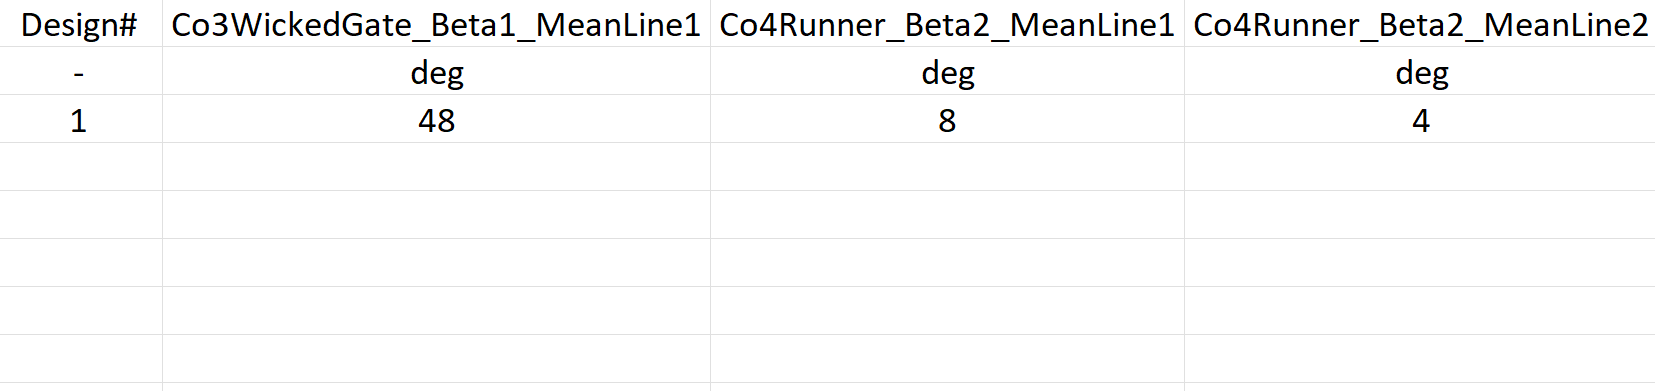 Design# Co3WickedGate_Beta1_MeanLine1 Co4Runner_Beta2_MeanLine1 Co4Runner_Beta2_MeanLine2
- deg deg deg
1 48 8 4